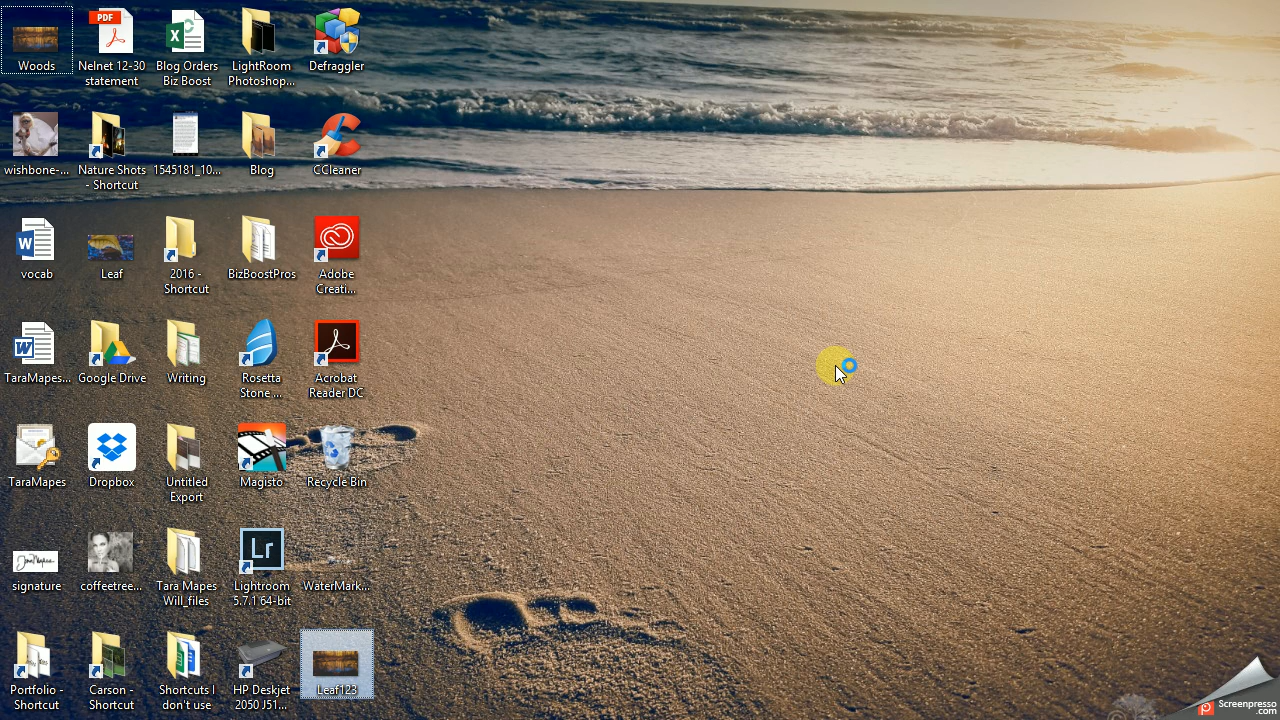 Woods
PDF
Nelnet 12-30
statement
Blog Orders
Biz Boost
LightRoom
Photoshop...
Defraggler
wishbone-...
Nature Shots
- Shortcut
1545181_10...
Blog
CCleaner
vocab
Leaf
2016 -
Shortcut
BizBoostPros
Adobe
Creati...
TaraMapes...
Google Drive
Writing
Rosetta
Stone ...
Acrobat
Reader DC
TaraMapes
Dropbox
Untitled
Export
Magisto
Recycle Bin
signature
coffeetree...
Tara Mapes
Will_files
Lr
Lightroom
5.7.1 64-bit
WaterMark...
Portfolio -
Shortcut
Carson -
Shortcut
Shortcuts I
don't use
HP Deskjet
2050 J51...
Leaf123
Screenpresso
.com